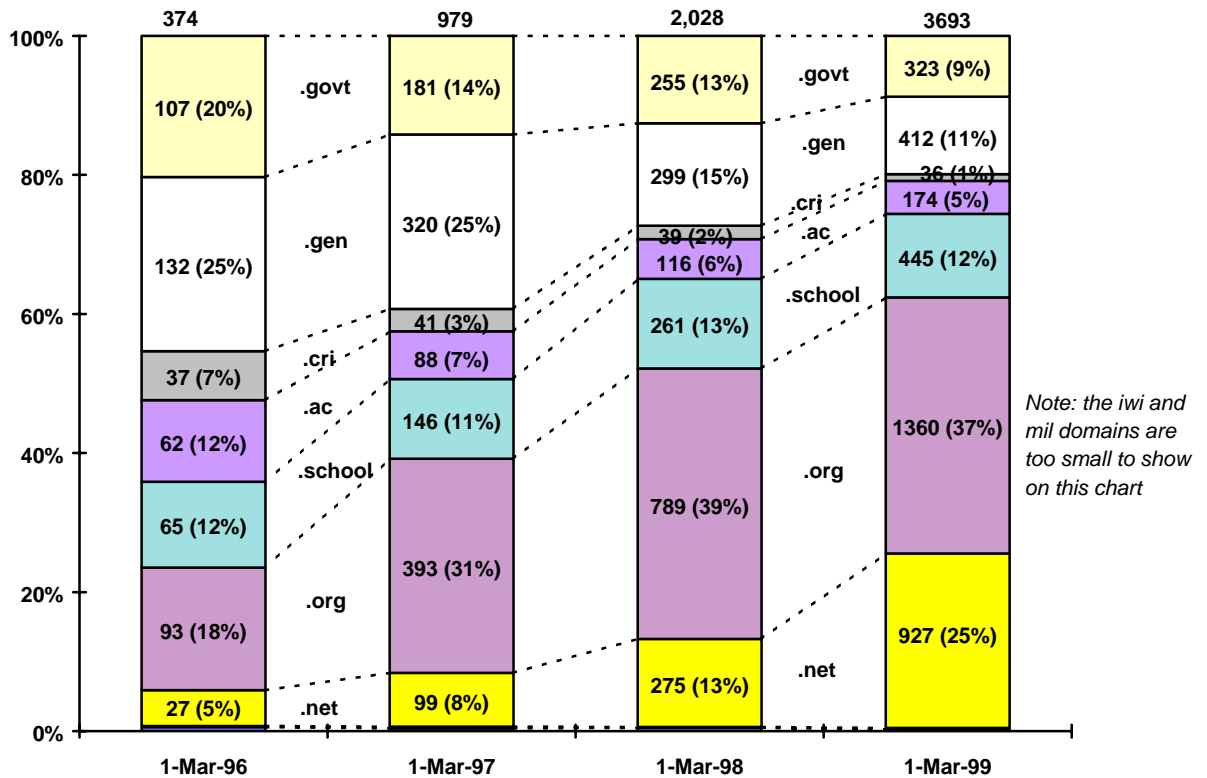 374 979 2,028 3693
100%
80%
60%
40%
20%
0%
107 (20%)
132 (25%)
37 (7%)
62 (12%)
65 (12%)
93 (18%)
27 (5%)
.govt
.gen
.cri
.ac
.school
.org
.net
181 (14%)
320 (25%)
41 (3%)
88 (7%)
146 (11%)
393 (31%)
99 (8%)
255 (13%)
299 (15%)
39 (2%)
116 (6%)
261 (13%)
789 (39%)
275 (13%)
.govt
.gen
.cri
.ac
.school
.org
.net
323 (9%)
412 (11%)
36 (1%)
174 (5%)
445 (12%)
1360 (37%)
927 (25%)
Note: the iwi and
mil domains are
too small to show
on this chart
1-Mar-96 1-Mar-97 1-Mar-98 1-Mar-99